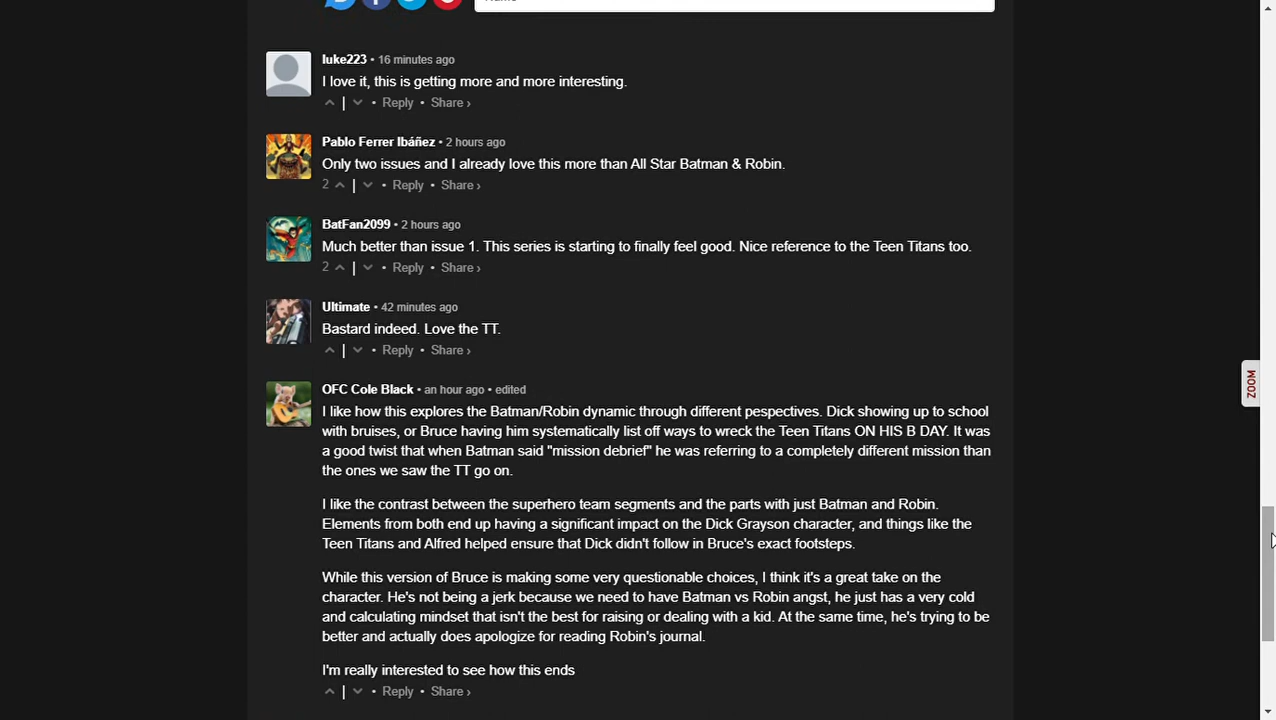 luke223 • 16 minutes ago
I love it, this is getting more and more interesting.
| • Reply • Share ›
Pablo Ferrer Ibáñez • 2 hours ago
Only two issues and I already love this more than All Star Batman & Robin.
2 | • Reply • Share ›
BatFan2099 • 2 hours ago
Much better than issue 1. This series is starting to finally feel good. Nice reference to the Teen Titans too.
2 | • Reply • Share ›
Ultimate • 42 minutes ago
Bastard indeed. Love the TT.
| • Reply • Share ›
OFC Cole Black • an hour ago • edited
I like how this explores the Batman/Robin dynamic through different pespectives. Dick showing up to school
with bruises, or Bruce having him systematically list off ways to wreck the Teen Titans ON HIS B DAY. It was
a good twist that when Batman said "mission debrief" he was referring to a completely different mission than
the ones we saw the TT go on.
I like the contrast between the superhero team segments and the parts with just Batman and Robin.
Elements from both end up having a significant impact on the Dick Grayson character, and things like the
Teen Titans and Alfred helped ensure that Dick didn't follow in Bruce's exact footsteps.
While this version of Bruce is making some very questionable choices, I think it's a great take on the
character. He's not being a jerk because we need to have Batman vs Robin angst, he just has a very cold
and calculating mindset that isn't the best for raising or dealing with a kid. At the same time, he's trying to be
better and actually does apologize for reading Robin's journal.
I'm really interested to see how this ends
| • Reply • Share ›
ZOOM